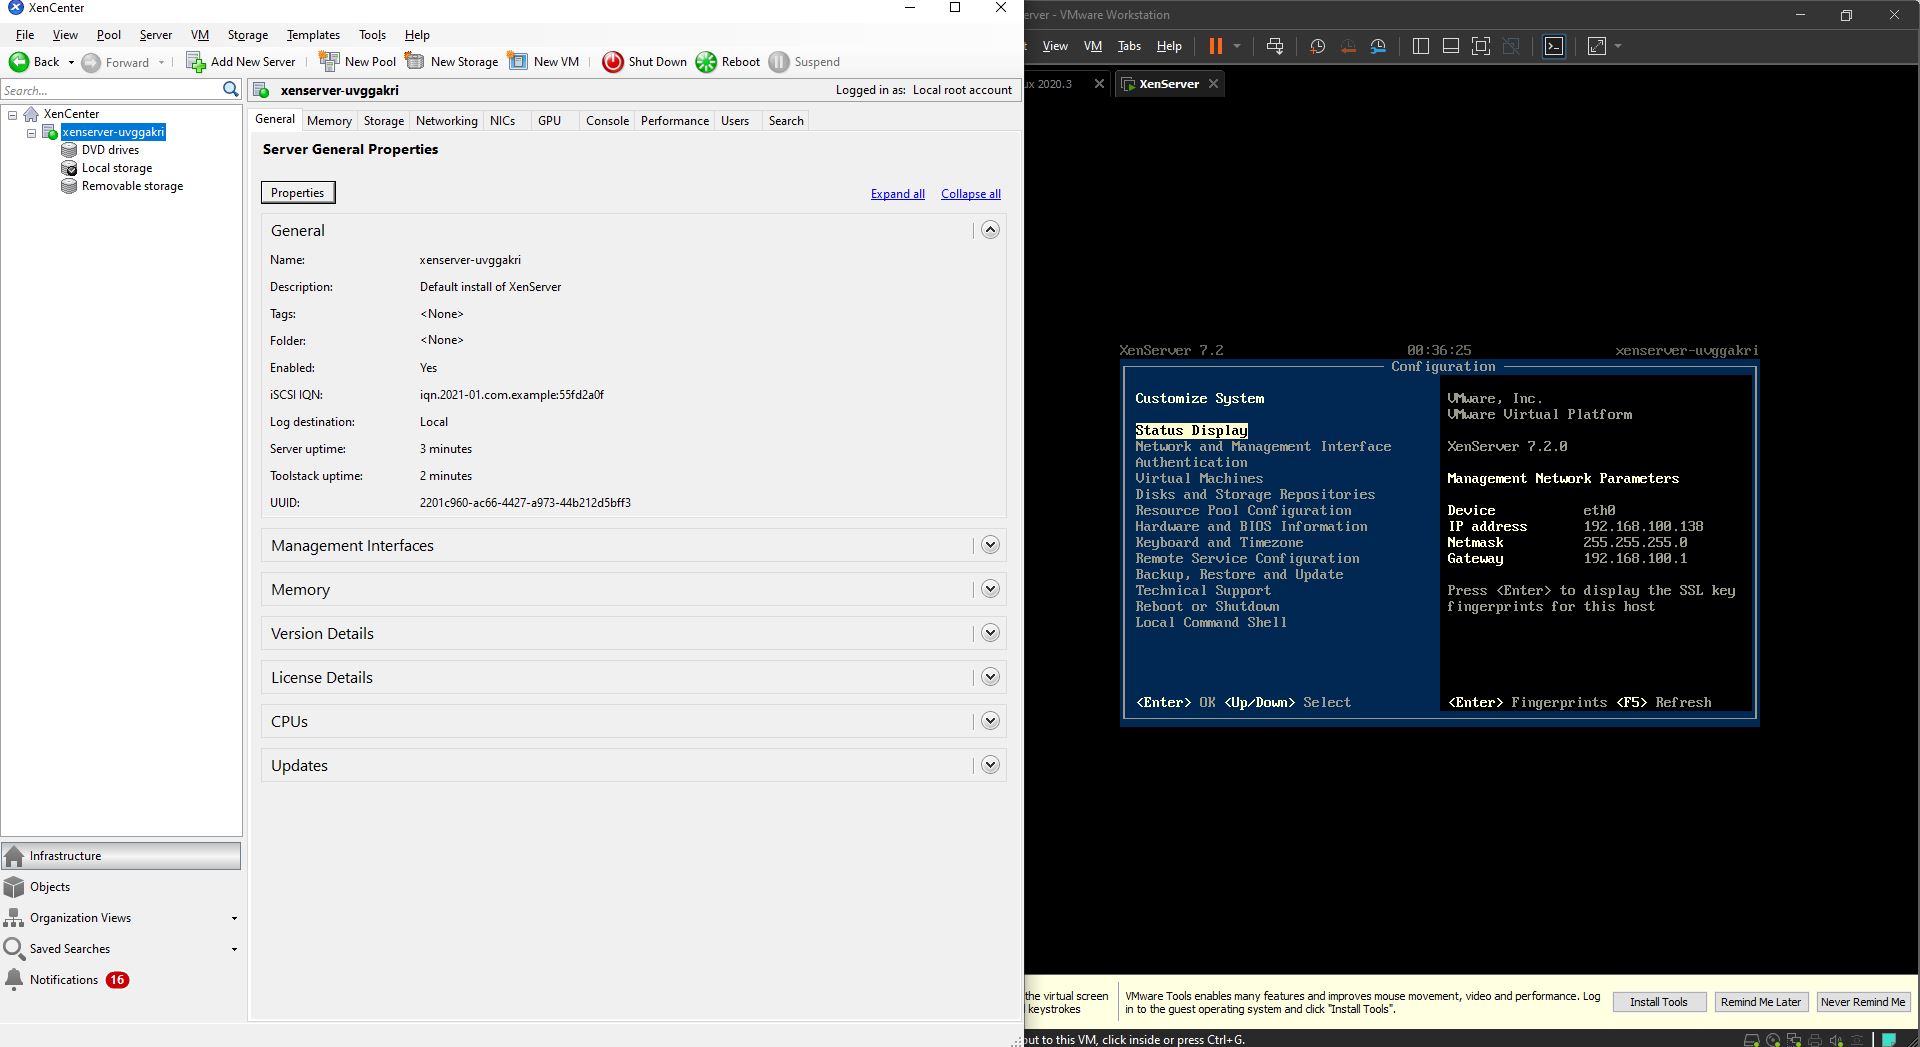 XenCenter
File View Pool Server VM Storage Templates Tools Help
Back Forward Add New Server New Pool New Storage New VM Shut Down Reboot Suspend
Search...
XenCenter
xenserver-uvggakri
DVD drives
Local storage
Removable storage
Infrastructure
Objects
Organization Views
Saved Searches
Notifications 16
xenserver-uvggakri Logged in as: Local root account
General Memory Storage Networking NICs GPU Console Performance Users Search
Server General Properties
Properties Expand all Collapse all
General
Name: xenserver-uvggakri
Description: Default install of XenServer
Tags: <None>
Folder: <None>
Enabled: Yes
iSCSI IQN: iqn.2021-01.com.example:55fd2a0f
Log destination: Local
Server uptime: 3 minutes
Toolstack uptime: 2 minutes
UUID: 2201c960-ac66-4427-a973-44b212d5bff3
Management Interfaces
Memory
Version Details
License Details
CPUs
Updates
erver - VMware Workstation
View VM Tabs Help
ux 2020.3 XenServer
XenServer 7.2 00:36:25 xenserver-uvggakri
Configuration
Customize System
Status Display
Network and Management Interface
Authentication
Virtual Machines
Disks and Storage Repositories
Resource Pool Configuration
Hardware and BIOS Information
Keyboard and Timezone
Remote Service Configuration
Backup, Restore and Update
Technical Support
Reboot or Shutdown
Local Command Shell
<Enter> OK <Up/Down> Select
VMware, Inc.
VMware Virtual Platform
XenServer 7.2.0
Management Network Parameters
Device eth0
IP address 192.168.100.138
Netmask 255.255.255.0
Gateway 192.168.100.1
Press <Enter> to display the SSL key
fingerprints for this host
<Enter> Fingerprints <F5> Refresh
the virtual screen
keystrokes
VMware Tools enables many features and improves mouse movement, video and performance. Log
in to the guest operating system and click "Install Tools".
Install Tools Remind Me Later Never Remind Me
out to this VM, click inside or press Ctrl+G.